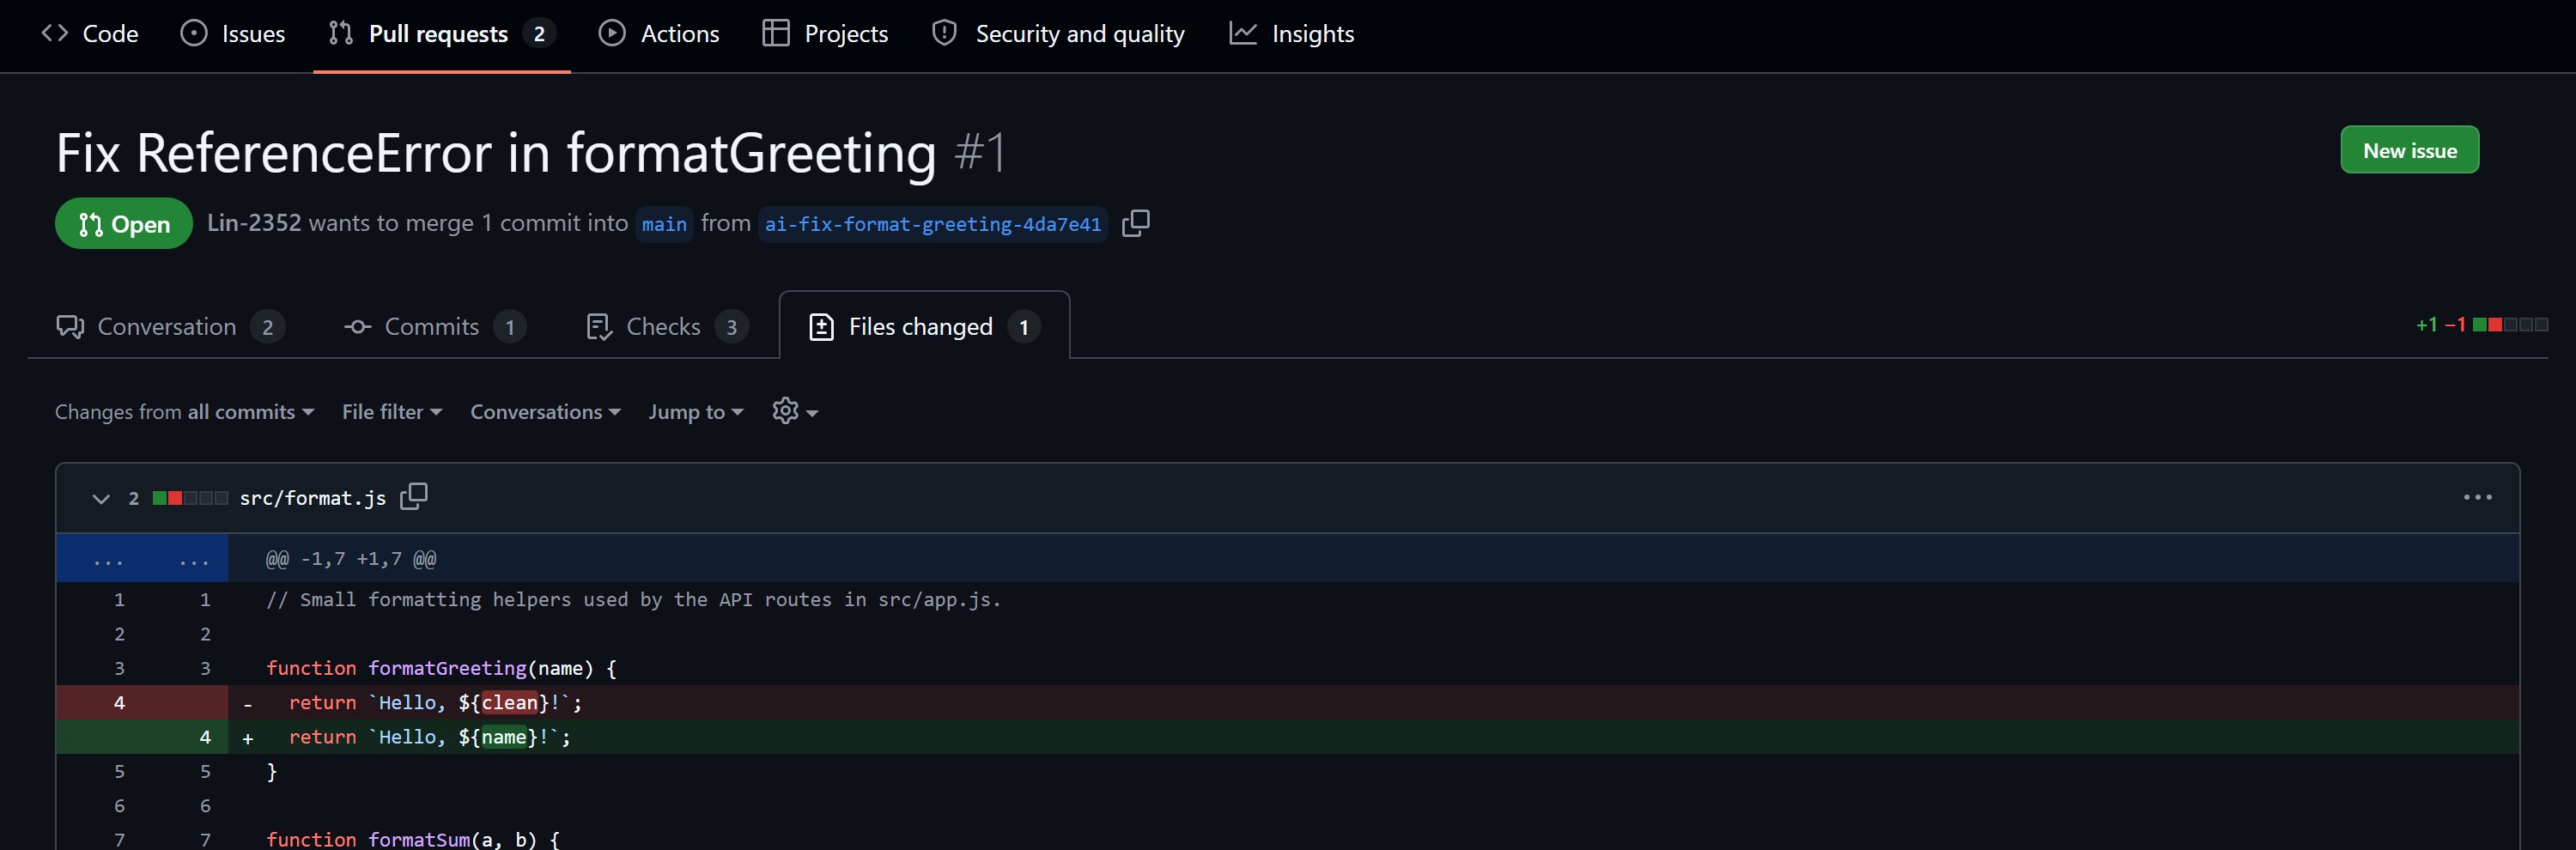 Code Issues Pull requests 2 Actions Projects Security and quality Insights
Fix ReferenceError in formatGreeting #1
New issue
Open Lin-2352 wants to merge 1 commit into main from ai-fix-format-greeting-4da7e41
Conversation 2 Commits 1 Checks 3 Files changed 1 +1 −1
Changes from all commits File filter Conversations Jump to
2 src/format.js
... ... @@ -1,7 +1,7 @@
1 1 // Small formatting helpers used by the API routes in src/app.js.
2 2
3 3 function formatGreeting(name) {
4 - return `Hello, ${clean}!`;
4 + return `Hello, ${name}!`;
5 5 }
6 6
7 7 function formatSum(a, b) {